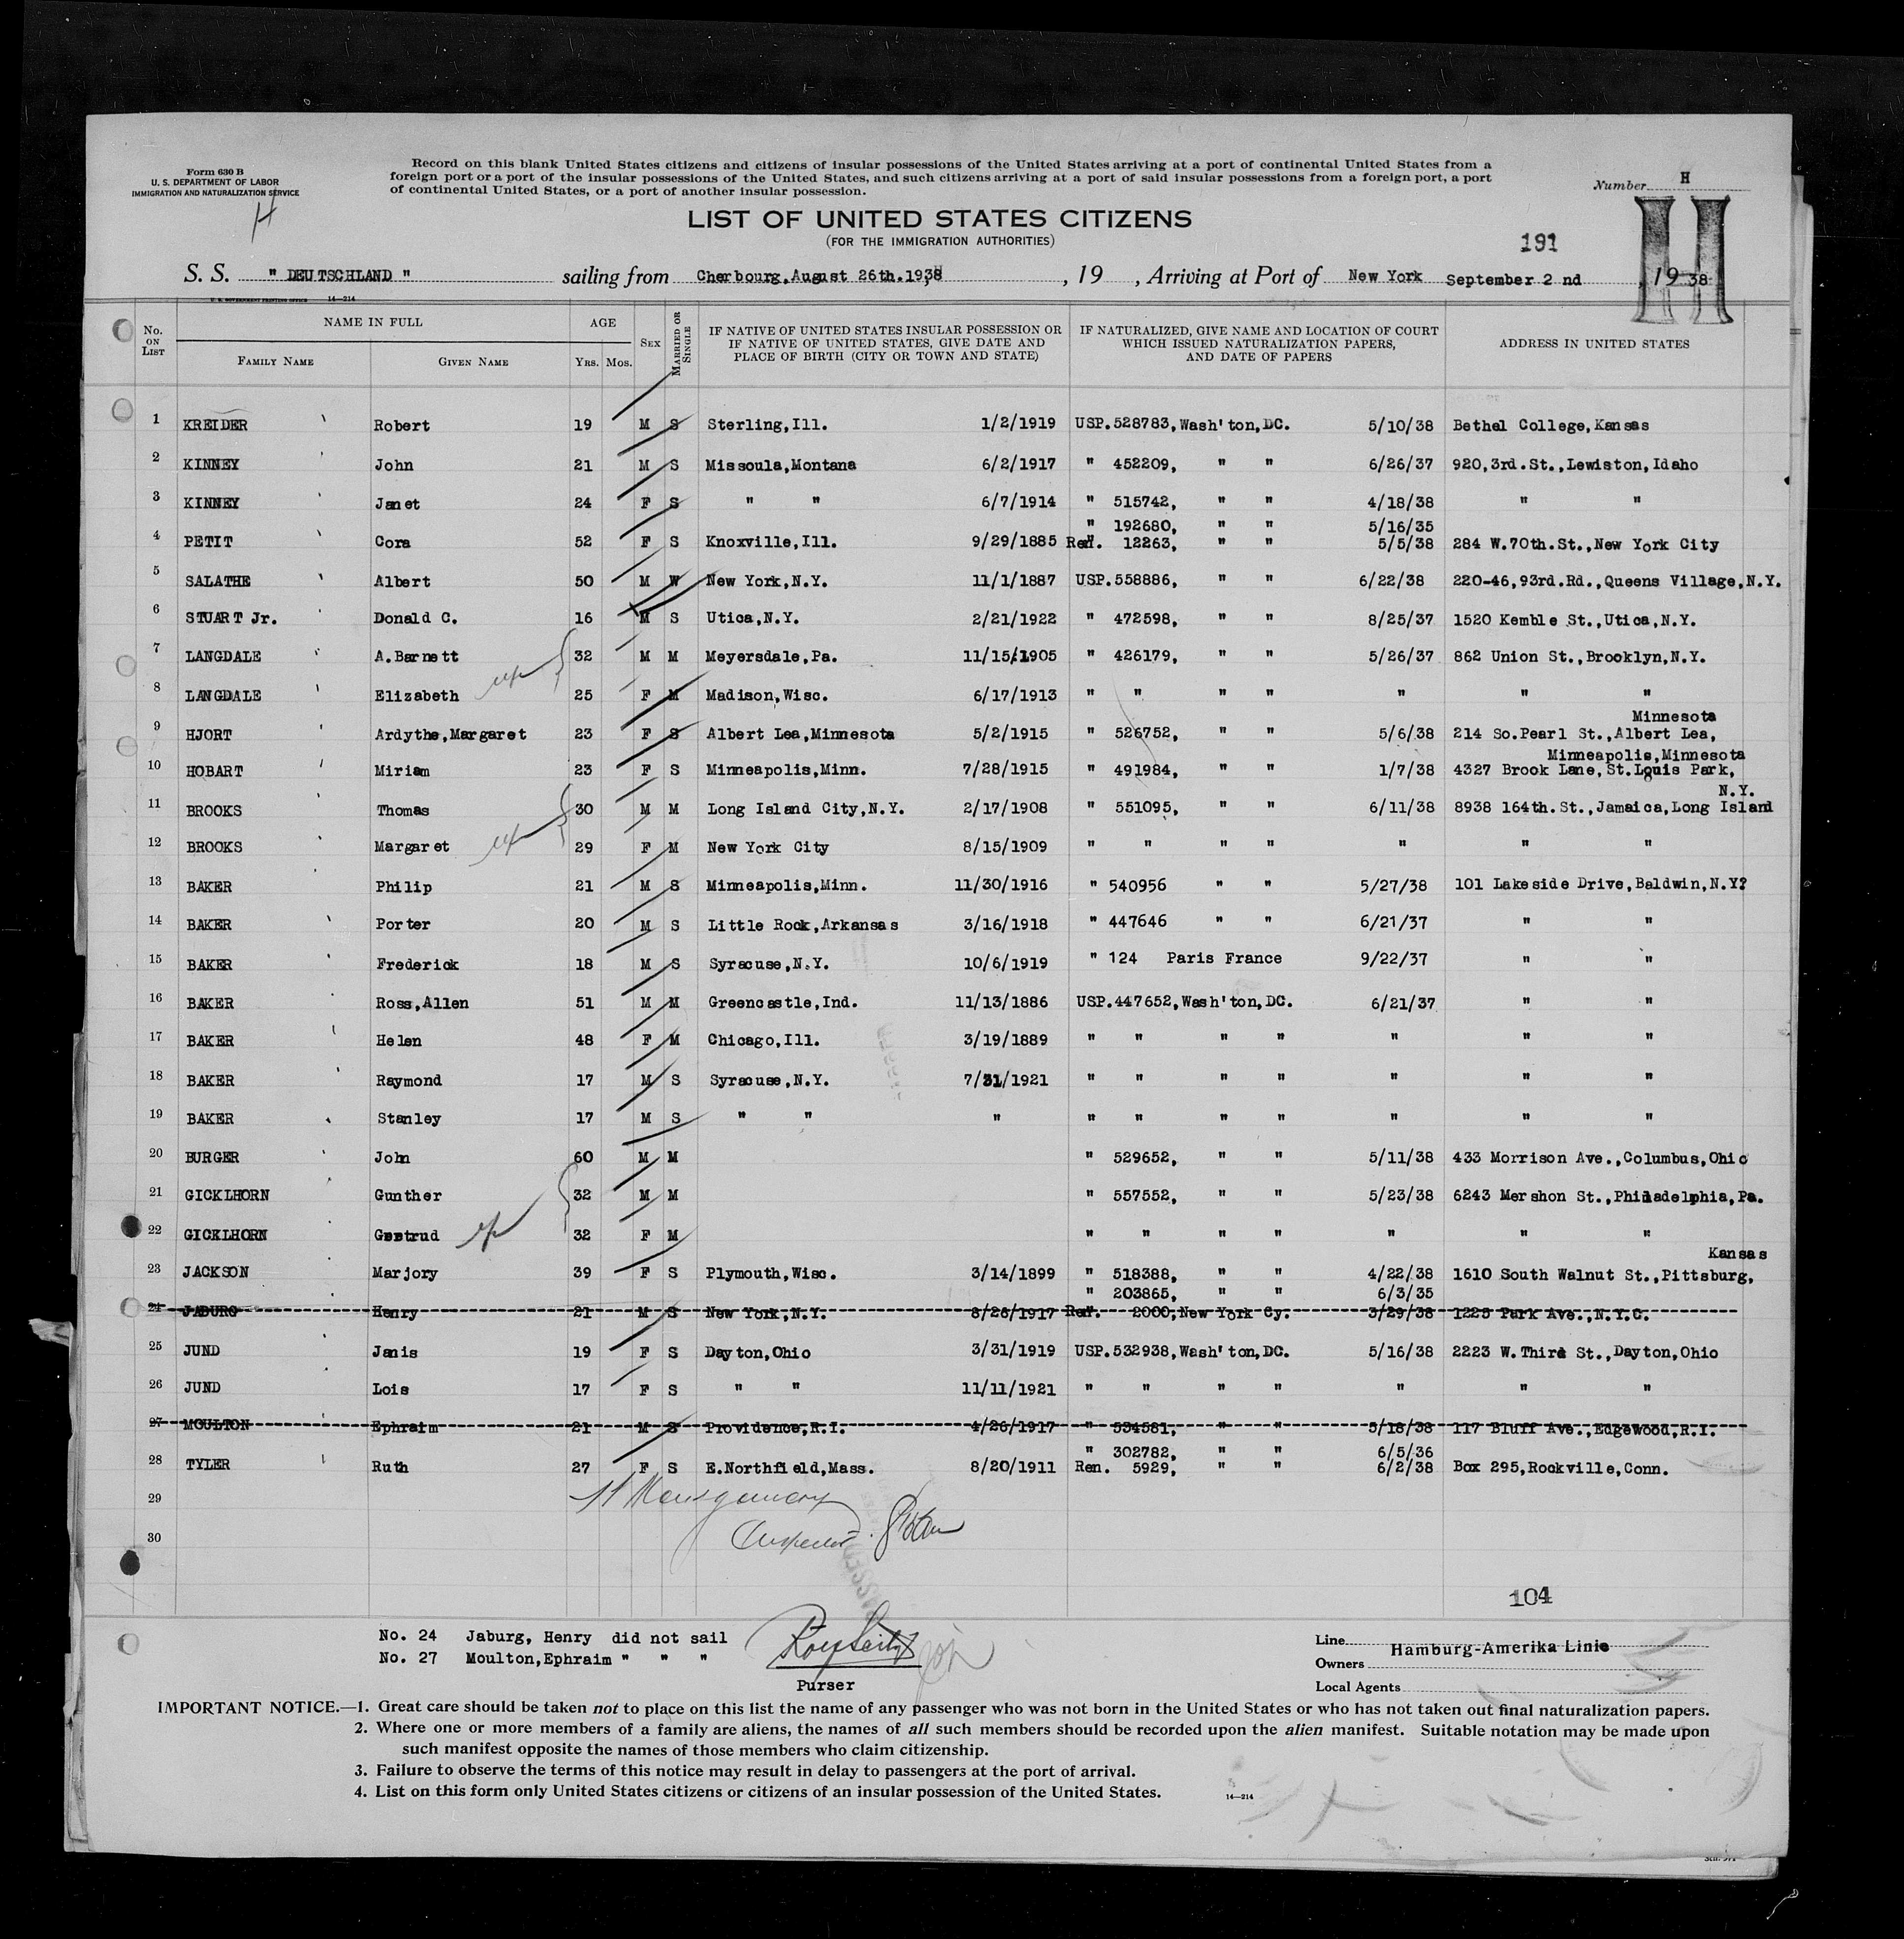 Form 630 B
U. S. DEPARTMENT OF LABOR
IMMIGRATION AND NATURALIZATION SERVICE
H
Record on this blank United States citizens and citizens of insular possessions of the United States arriving at a port of continental United States from a
foreign port or a port of the insular possessions of the United States, and such citizens arriving at a port of said insular possessions from a foreign port, a port
of continental United States, or a port of another insular possession.
Number H
H
LIST OF UNITED STATES CITIZENS
(FOR THE IMMIGRATION AUTHORITIES)
191
S. S. " DEUTSCHLAND " sailing from Cherbourg,August 26th.1938 , 19 , Arriving at Port of New York September 2 nd , 19 38
U. S. GOVERNMENT PRINTING OFFICE 14—214
No. ON LIST
NAME IN FULL
FAMILY NAME GIVEN NAME
AGE
YRS. MOS.
SEX
MARRIED OR SINGLE
IF NATIVE OF UNITED STATES INSULAR POSSESSION OR
IF NATIVE OF UNITED STATES, GIVE DATE AND
PLACE OF BIRTH (CITY OR TOWN AND STATE)
IF NATURALIZED, GIVE NAME AND LOCATION OF COURT
WHICH ISSUED NATURALIZATION PAPERS,
AND DATE OF PAPERS
ADDRESS IN UNITED STATES
1 KREIDER Robert 19 M S Sterling,Ill. 1/2/1919 USP.528783,Wash'ton,DC. 5/10/38 Bethel College,Kansas
2 KINNEY John 21 M S Missoula,Montana 6/2/1917 " 452209, " " 6/26/37 920,3rd.St.,Lewiston,Idaho
3 KINNEY Janet 24 F S " " 6/7/1914 " 515742, " " 4/18/38 " "
" 192680, " " 5/16/35
4 PETIT Cora 52 F S Knoxville,Ill. 9/29/1885 Ren. 12263, " " 5/5/38 284 W.70th.St.,New York City
5 SALATHE Albert 50 M W New York,N.Y. 11/1/1887 USP.558886, " " 6/22/38 220-46,93rd.Rd.,Queens Village,N.Y.
6 STUART Jr. Donald C. 16 M S Utica,N.Y. 2/21/1922 " 472598, " " 8/25/37 1520 Kemble St.,Utica,N.Y.
7 LANGDALE A.Barnett 32 M M Meyersdale,Pa. 11/15/1905 " 426179, " " 5/26/37 862 Union St.,Brooklyn,N.Y.
8 LANGDALE Elizabeth 25 F M Madison,Wisc. 6/17/1913 " " " " " " "
Minnesota
9 HJORT Ardythe,Margaret 23 F S Albert Lea,Minnesota 5/2/1915 " 526752, " " 5/6/38 214 So.Pearl St.,Albert Lea,
Minneapolis,Minnesota
10 HOBART Miriam 23 F S Minneapolis,Minn. 7/28/1915 " 491984, " " 1/7/38 4327 Brook Lane,St.Louis Park,
N.Y.
11 BROOKS Thomas 30 M M Long Island City,N.Y. 2/17/1908 " 551095, " " 6/11/38 8938 164th.St.,Jamaica,Long Island
12 BROOKS Margaret 29 F M New York City 8/15/1909 " " " " " " "
13 BAKER Philip 21 M S Minneapolis,Minn. 11/30/1916 " 540956 " " 5/27/38 101 Lakeside Drive,Baldwin,N.Y?
14 BAKER Porter 20 M S Little Rock,Arkansas 3/16/1918 " 447646 " " 6/21/37 " "
15 BAKER Frederick 18 M S Syracuse,N.Y. 10/6/1919 " 124 Paris France 9/22/37 " "
16 BAKER Ross,Allen 51 M M Greencastle,Ind. 11/13/1886 USP.447652,Wash'ton,DC. 6/21/37 " "
17 BAKER Helen 48 F M Chicago,Ill. 3/19/1889 " " " " " " "
18 BAKER Raymond 17 M S Syracuse,N.Y. 7/31/1921 " " " " " " "
19 BAKER Stanley 17 M S " " " " " " " " " "
20 BURGER John 60 M M " 529652, " " 5/11/38 433 Morrison Ave.,Columbus,Ohio
21 GICKLHORN Gunther 32 M M " 557552, " " 5/23/38 6243 Mershon St.,Philadelphia,Pa.
22 GICKLHORN Gertrud 32 F M " " " " " " "
Kansas
23 JACKSON Marjory 39 F S Plymouth,Wisc. 3/14/1899 " 518388, " " 4/22/38 1610 South Walnut St.,Pittsburg,
" 203865, " " 6/3/35
24 JABURG Henry 21 M S New York,N.Y. 8/26/1917 Ren. 2000,New York Cy. 3/29/38 1225 Park Ave.,N.Y.C.
25 JUND Janis 19 F S Dayton,Ohio 3/31/1919 USP.532938,Wash'ton,DC. 5/16/38 2223 W.Third St.,Dayton,Ohio
26 JUND Lois 17 F S " " 11/11/1921 " " " " " " "
27 MOULTON Ephraim 21 M S Providence,R.I. 4/26/1917 " 534581, " " 5/18/38 117 Bluff Ave.,Edgewood,R.I.
" 302782, " " 6/5/36
28 TYLER Ruth 27 F S E.Northfield,Mass. 8/20/1911 Ren. 5929, " " 6/2/38 Box 295,Rockville,Conn.
29 Montgomery
30 Inspector
104
No. 24 Jaburg, Henry did not sail
No. 27 Moulton,Ephraim " " "
Purser
Line Hamburg-Amerika Linie
Owners
Local Agents
IMPORTANT NOTICE.—1. Great care should be taken not to place on this list the name of any passenger who was not born in the United States or who has not taken out final naturalization papers.
2. Where one or more members of a family are aliens, the names of all such members should be recorded upon the alien manifest. Suitable notation may be made upon
such manifest opposite the names of those members who claim citizenship.
3. Failure to observe the terms of this notice may result in delay to passengers at the port of arrival.
4. List on this form only United States citizens or citizens of an insular possession of the United States.
14—214